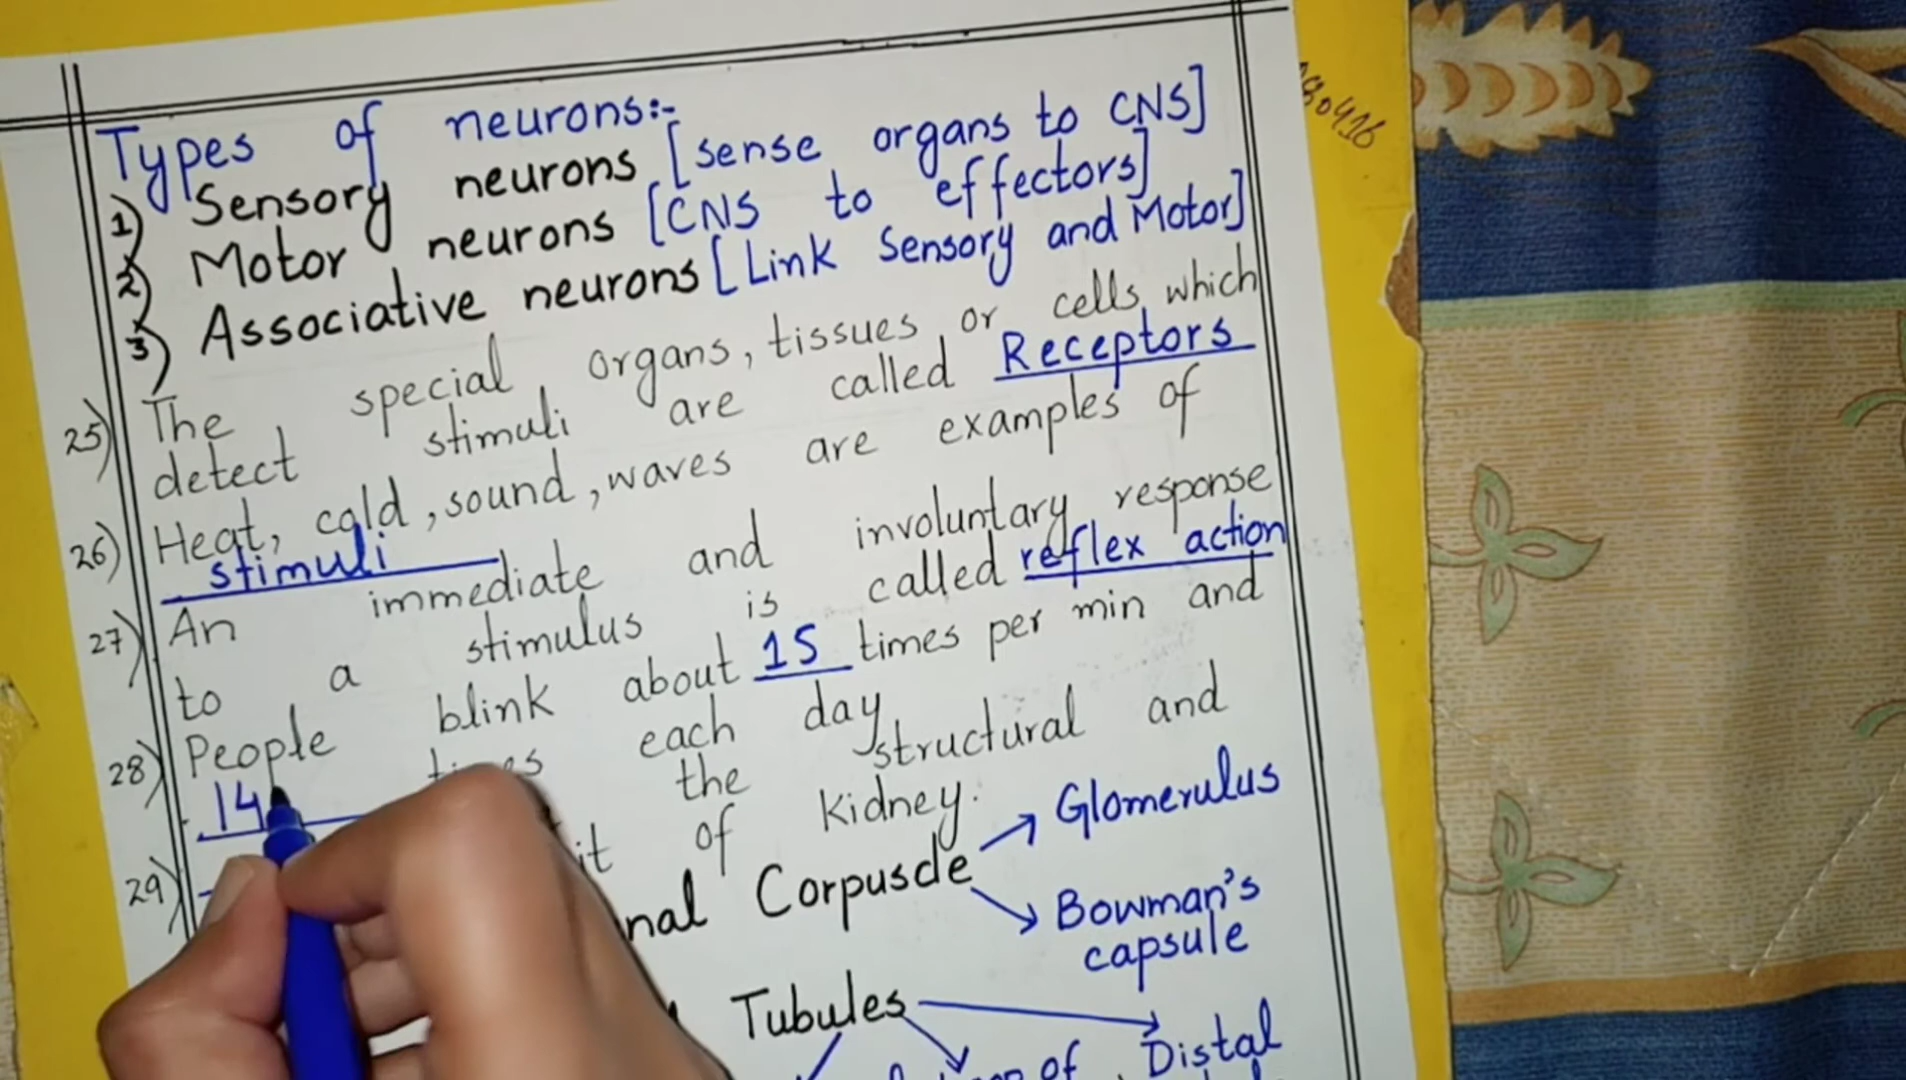 Types of neurons:-
1) Sensory neurons [sense organs to CNS]
2) Motor neurons [CNS to effectors]
3) Associative neurons [Link Sensory and Motor]
25) The special organs, tissues or cells which
detect stimuli are called Receptors
26) Heat, cold, sound, waves are examples of
stimuli
27) An immediate and involuntary response
to a stimulus is called reflex action
28) People blink about 15 times per min and
14 each day
29) the structural and
of kidney.
Corpuscle
Glomerulus
Bowman's
capsule
Tubules
of
Distal